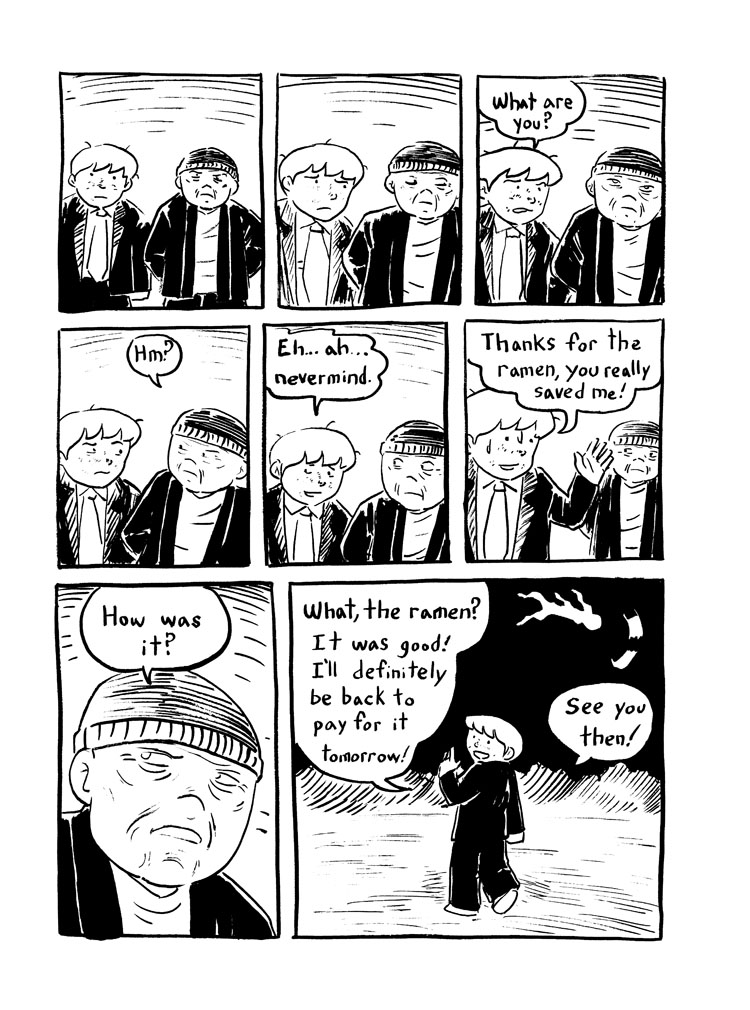 What are
you?
Hm?
Eh... ah...
nevermind.
Thanks for the
ramen, you really
saved me!
How was
it?
What, the ramen?
It was good!
I'll definitely
be back to
pay for it
tomorrow!
See you
then!